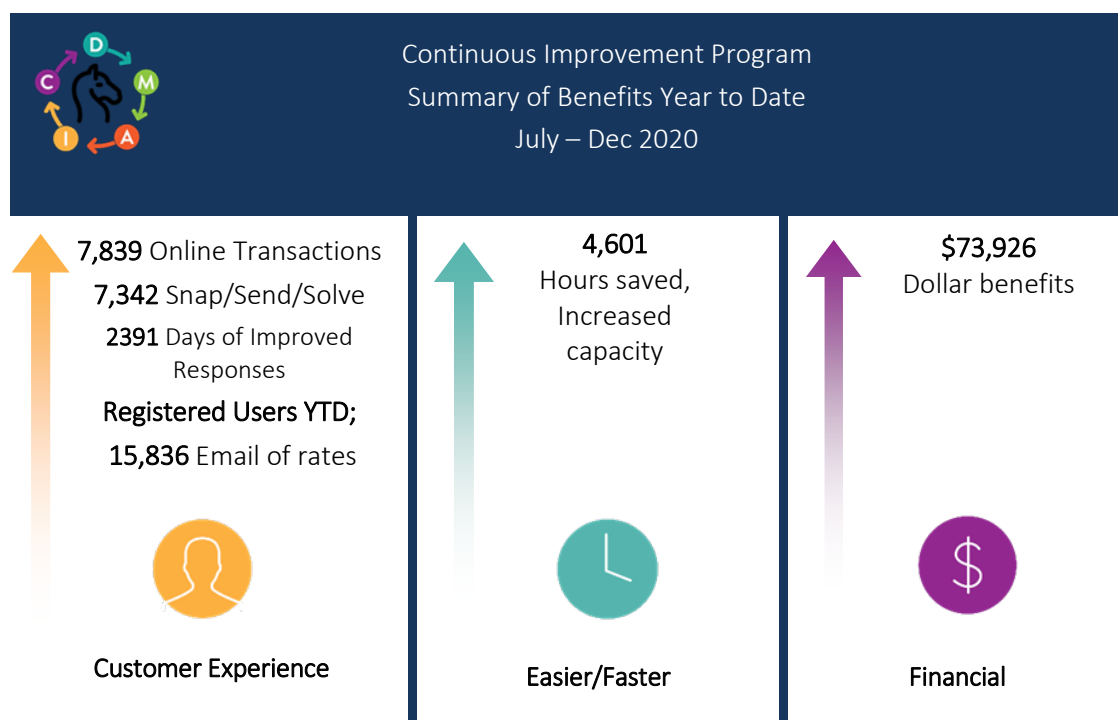 D
C
M
I
A
Continuous Improvement Program
Summary of Benefits Year to Date
July – Dec 2020
7,839 Online Transactions
7,342 Snap/Send/Solve
2391 Days of Improved
Responses
Registered Users YTD;
15,836 Email of rates
Customer Experience
4,601
Hours saved,
Increased
capacity
Easier/Faster
$73,926
Dollar benefits
$
Financial